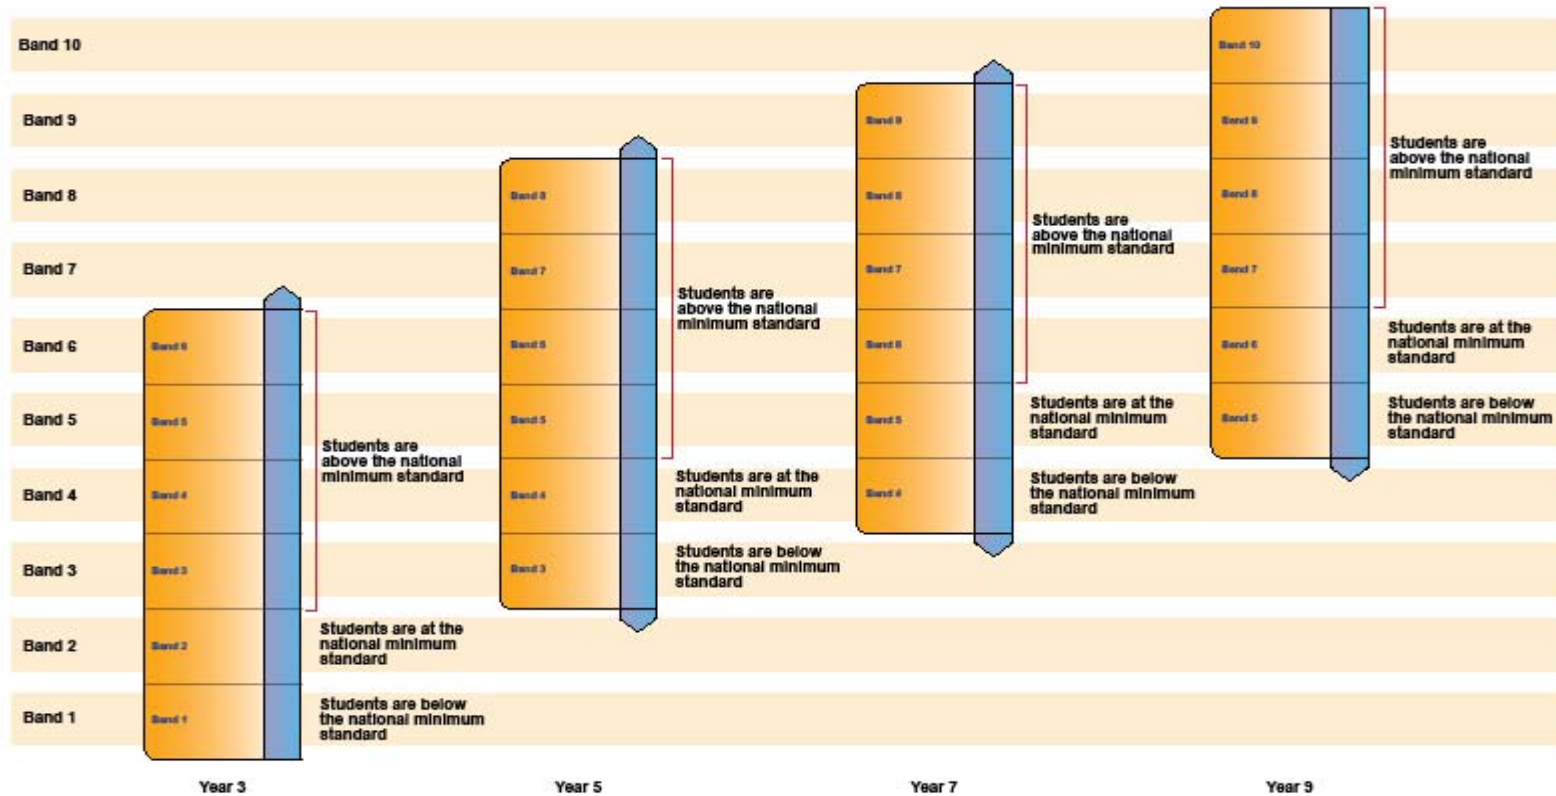 Band 10
Band 9
Band 8
Band 7
Band 6
Band 5
Band 4
Band 3
Band 2
Band 1
Band 6
Band 5
Band 4
Band 3
Band 2
Band 1
Students are
above the national
minimum standard
Students are at the
national minimum
standard
Students are below
the national minimum
standard
Year 3
Band 8
Band 7
Band 6
Band 5
Band 4
Band 3
Students are
above the national
minimum standard
Students are at the
national minimum
standard
Students are below
the national minimum
standard
Year 5
Band 9
Band 8
Band 7
Band 6
Band 5
Band 4
Students are
above the national
minimum standard
Students are at the
national minimum
standard
Students are below
the national minimum
standard
Year 7
Band 10
Band 9
Band 8
Band 7
Band 6
Band 5
Students are
above the national
minimum standard
Students are at the
national minimum
standard
Students are below
the national minimum
standard
Year 9